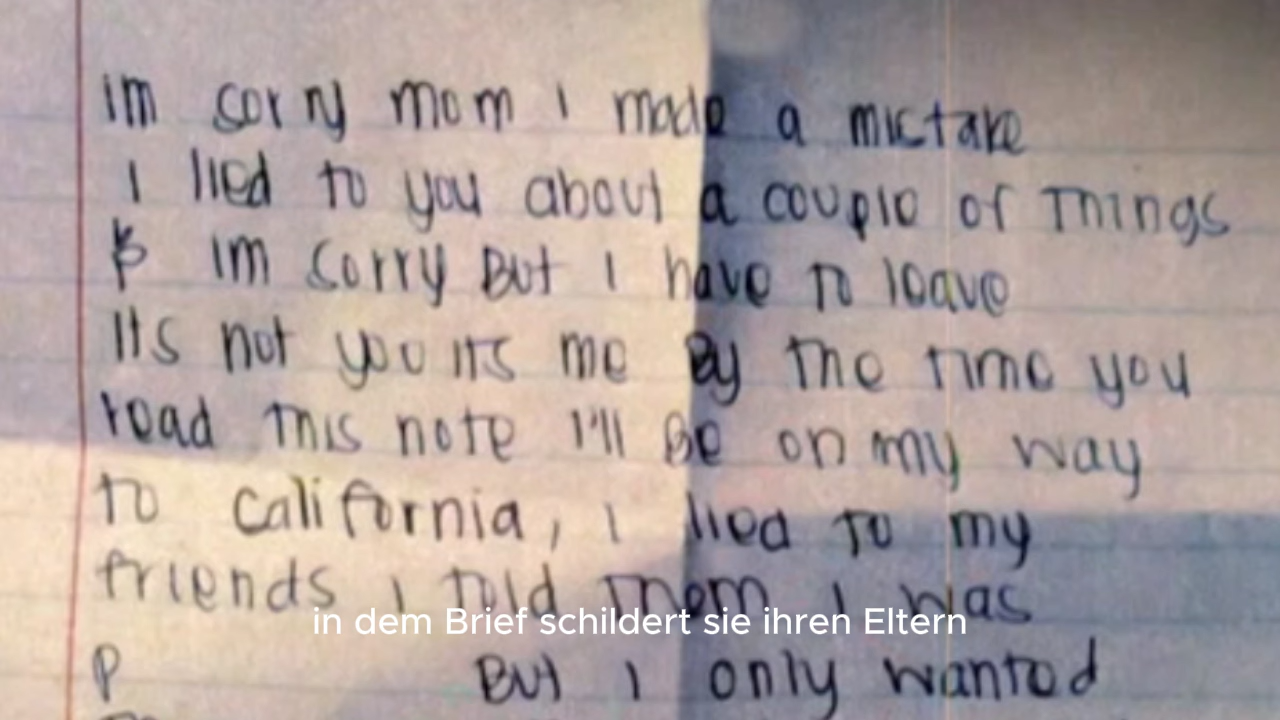 im sorry mom i made a mistake
i lied to you about a couple of things
im sorry But i have to leave
its not you its me By the time you
read this note i'll Be on my way
to california, i lied to my
friends i told them i was
in dem Brief schildert sie ihren Eltern
P But i only wanted